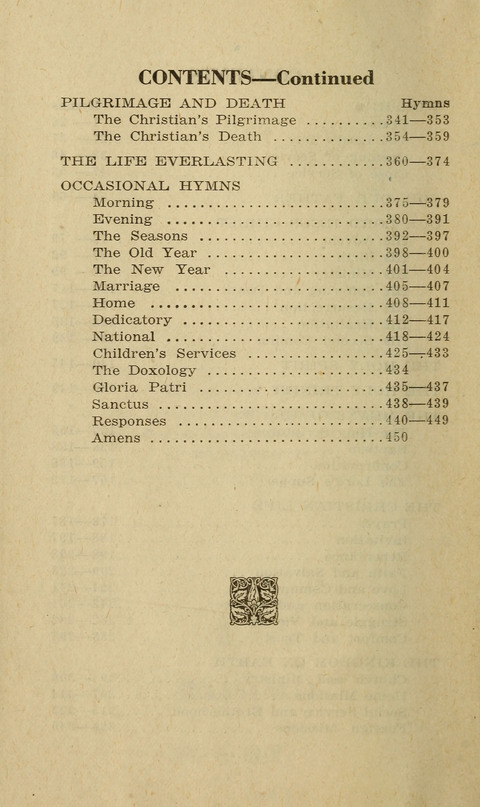 CONTENTS—Continued
PILGRIMAGE AND DEATH Hymns
The Christian's Pilgrimage ..........341—353
The Christian's Death ...............354—359
THE LIFE EVERLASTING ............360—374
OCCASIONAL HYMNS
Morning ...........................375—379
Evening ...........................380—391
The Seasons .......................392—397
The Old Year ......................398—400
The New Year ....................401—404
Marriage ..........................405—407
Home .............................408—411
Dedicatory .........................412—417
National ...........................418—424
Children's Services .................425—433
The Doxology ......................434
Gloria Patri ........................435—437
Sanctus ............................438—439
Responses ..........................440—449
Amens .............................450